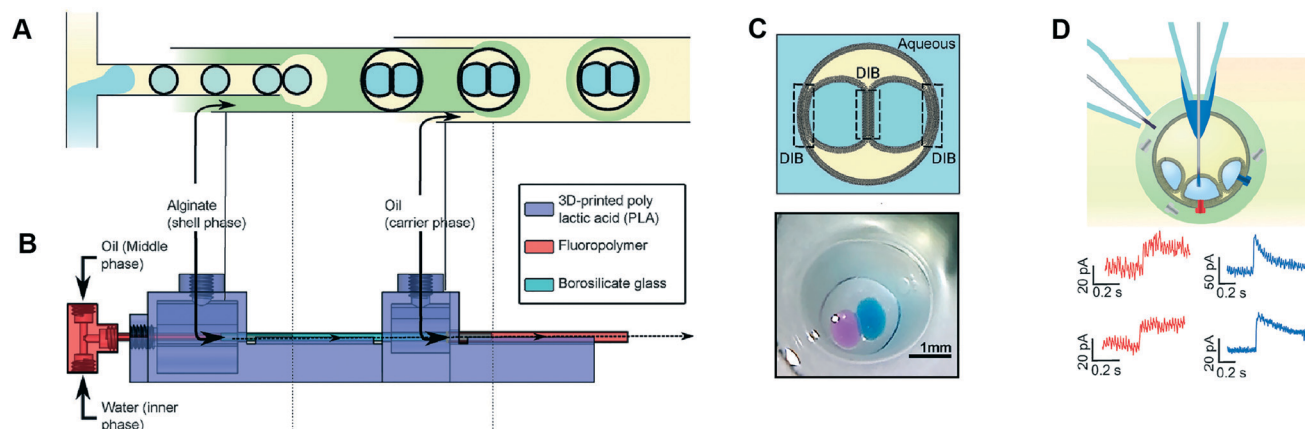 A
Alginate
(shell phase)
Oil
(carrier phase)
3D-printed poly
lactic acid (PLA)
Fluoropolymer
Borosilicate glass
B
Oil (Middle
phase)
Water (inner
phase)
C
Aqueous
DIB
DIB
DIB
1mm
D
20 pA
0.2 s
50 pA
0.2 s
20 pA
0.2 s
20 pA
0.2 s